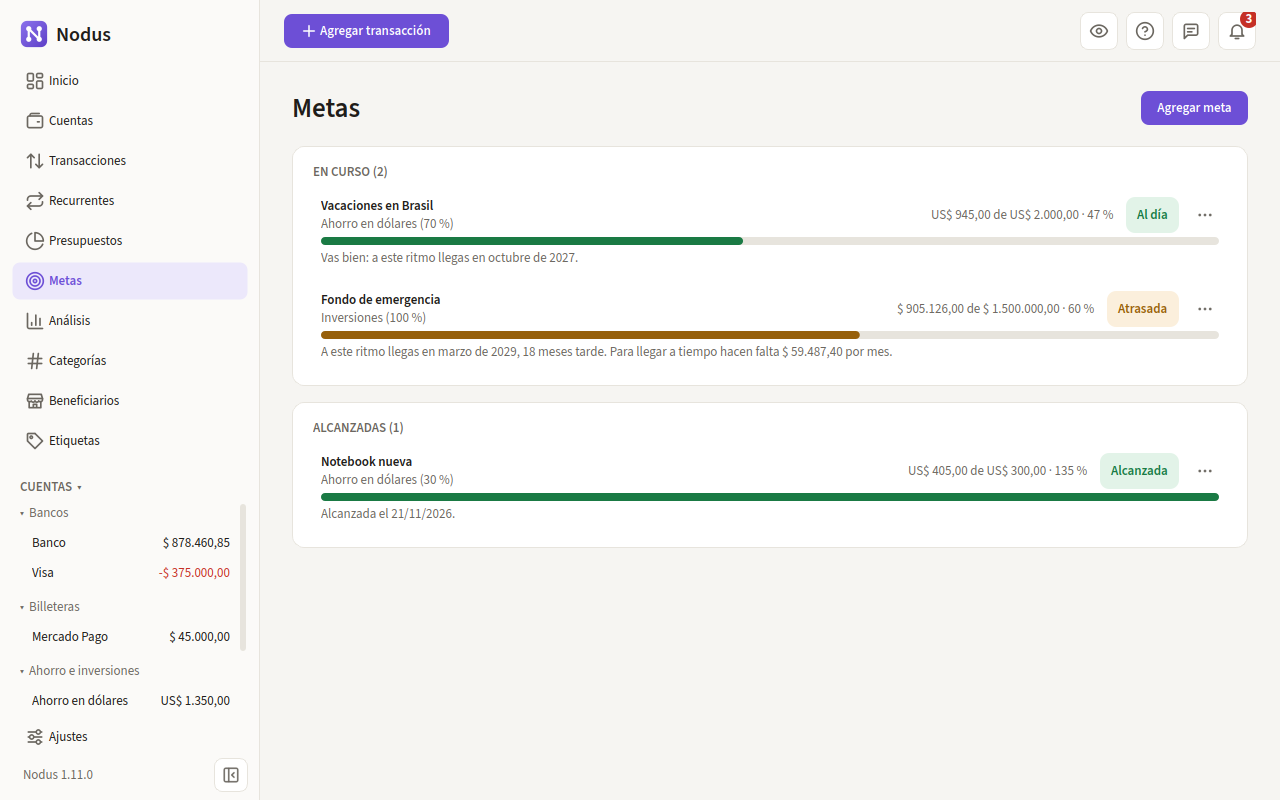 Nodus
Inicio
Cuentas
Transacciones
Recurrentes
Presupuestos
Metas
Análisis
Categorías
Beneficiarios
Etiquetas
CUENTAS
Bancos
Banco $ 878.460,85
Visa -$ 375.000,00
Billeteras
Mercado Pago $ 45.000,00
Ahorro e inversiones
Ahorro en dólares US$ 1.350,00
Ajustes
Nodus 1.11.0
Agregar transacción
3
Metas
Agregar meta
EN CURSO (2)
Vacaciones en Brasil
Ahorro en dólares (70 %)
US$ 945,00 de US$ 2.000,00 · 47 % Al día
Vas bien: a este ritmo llegas en octubre de 2027.
Fondo de emergencia
Inversiones (100 %)
$ 905.126,00 de $ 1.500.000,00 · 60 % Atrasada
A este ritmo llegas en marzo de 2029, 18 meses tarde. Para llegar a tiempo hacen falta $ 59.487,40 por mes.
ALCANZADAS (1)
Notebook nueva
Ahorro en dólares (30 %)
US$ 405,00 de US$ 300,00 · 135 % Alcanzada
Alcanzada el 21/11/2026.